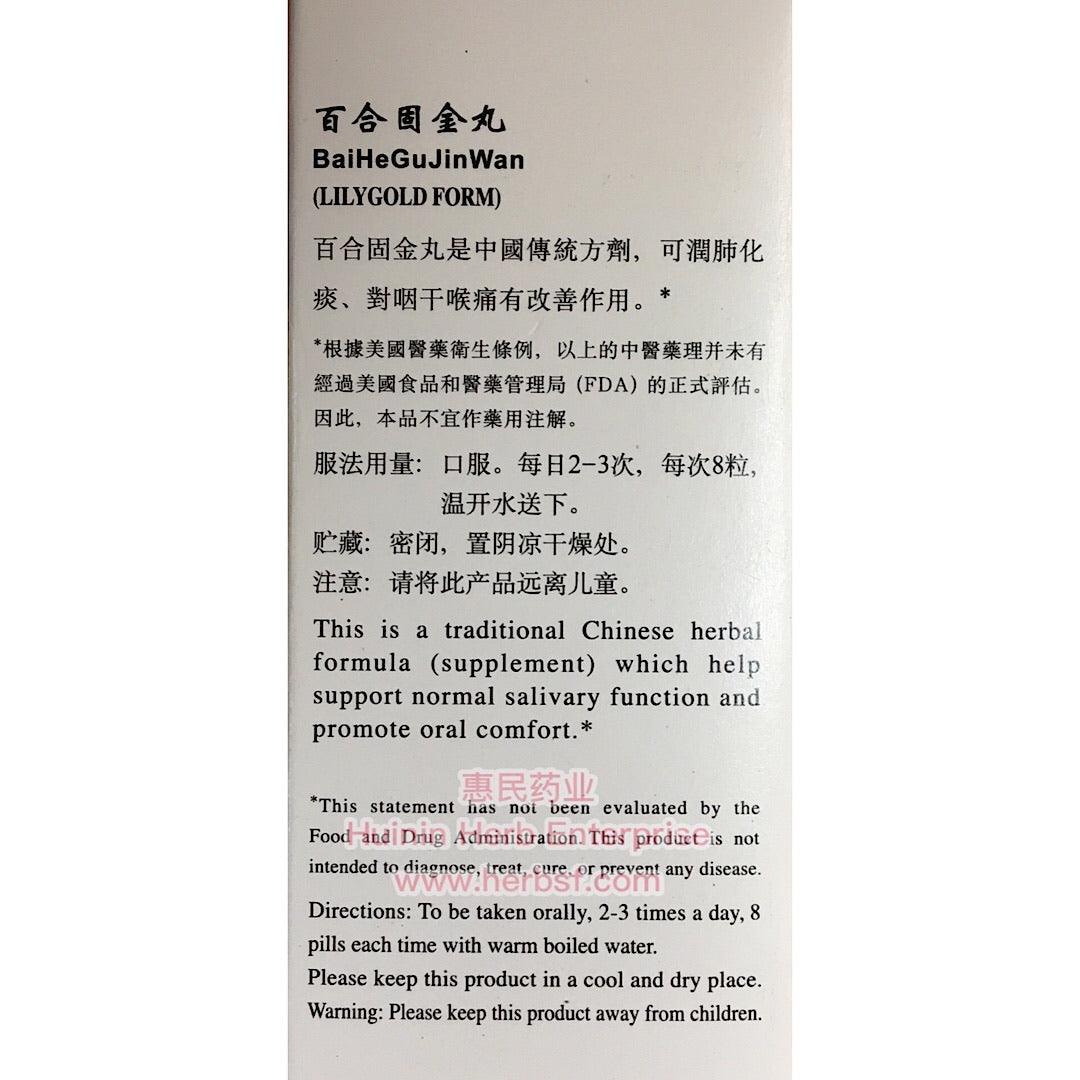 百合固金丸
BaiHeGuJinWan
(LILYGOLD FORM)
百合固金丸是中國傳統方劑，可潤肺化
痰、對咽干喉痛有改善作用。*
*根據美國醫藥衛生條例，以上的中醫藥理并未有
經過美國食品和醫藥管理局 (FDA) 的正式評估。
因此，本品不宜作藥用注解。
服法用量：口服。每日2-3次，每次8粒，
温开水送下。
贮藏：密闭，置阴凉干燥处。
注意：请将此产品远离儿童。
This is a traditional Chinese herbal
formula (supplement) which help
support normal salivary function and
promote oral comfort.*
惠民药业
*This statement has not been evaluated by the
Food and Drug Administration.This product is not
Huimin Herb Enterprise
intended to diagnose, treat, cure, or prevent any disease.
www.herbsf.com
Directions: To be taken orally, 2-3 times a day, 8
pills each time with warm boiled water.
Please keep this product in a cool and dry place.
Warning: Please keep this product away from children.